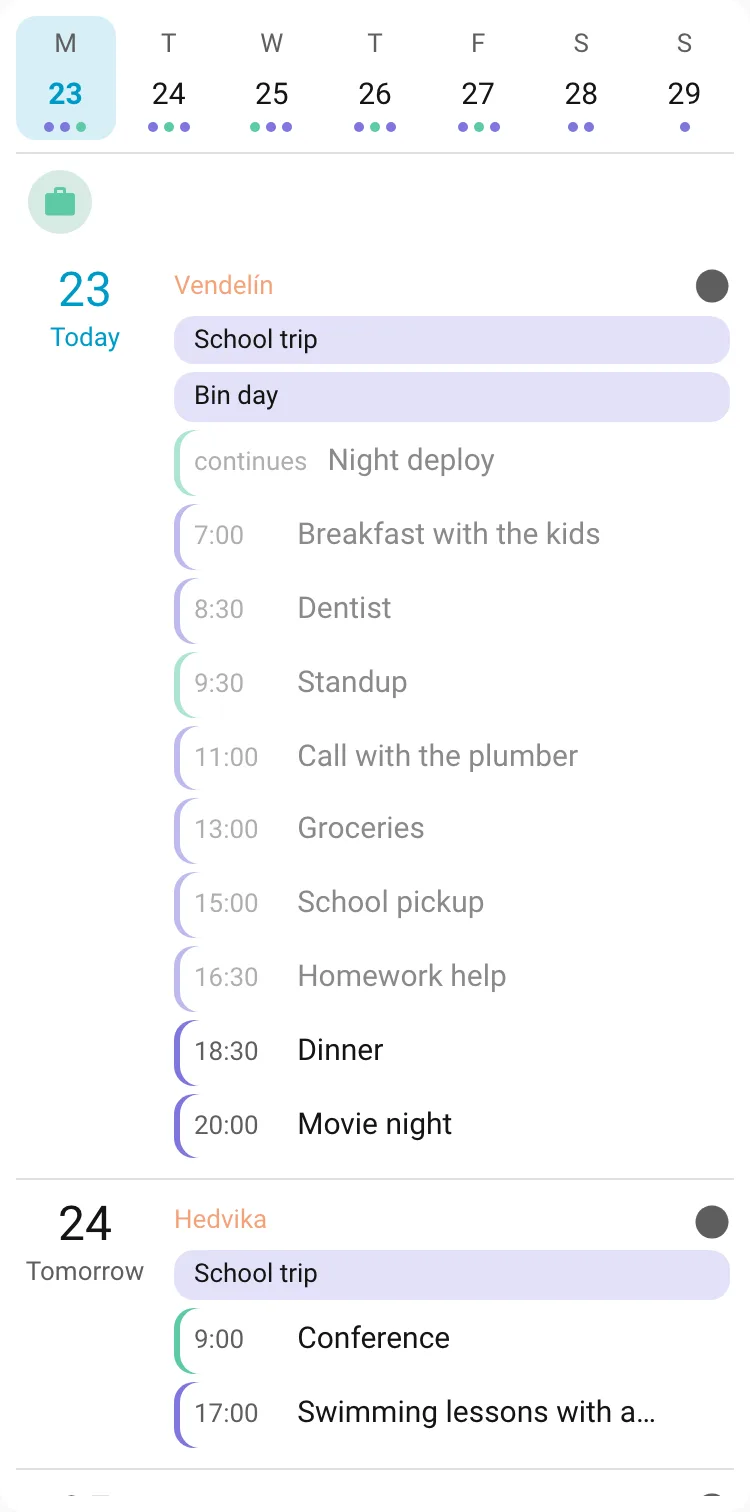 M T W T F S S
23 24 25 26 27 28 29
23 Vendelín
Today
School trip
Bin day
continues Night deploy
7:00 Breakfast with the kids
8:30 Dentist
9:30 Standup
11:00 Call with the plumber
13:00 Groceries
15:00 School pickup
16:30 Homework help
18:30 Dinner
20:00 Movie night
24 Hedvika
Tomorrow
School trip
9:00 Conference
17:00 Swimming lessons with a…